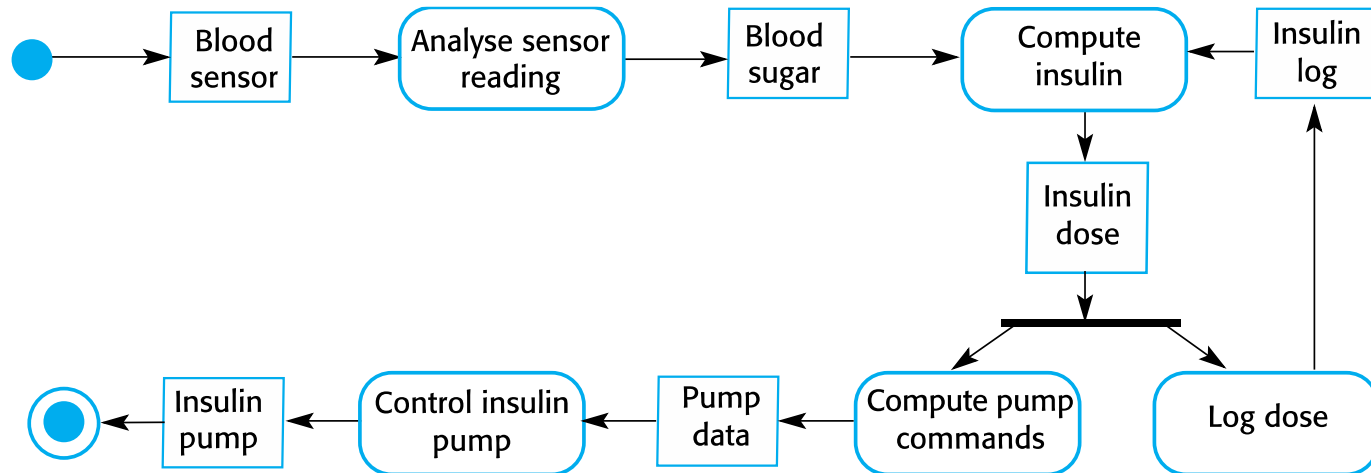 Blood
sensor
Analyse sensor
reading
Blood
sugar
Compute
insulin
Insulin
log
Insulin
dose
Insulin
pump
Control insulin
pump
Pump
data
Compute pump
commands
Log dose